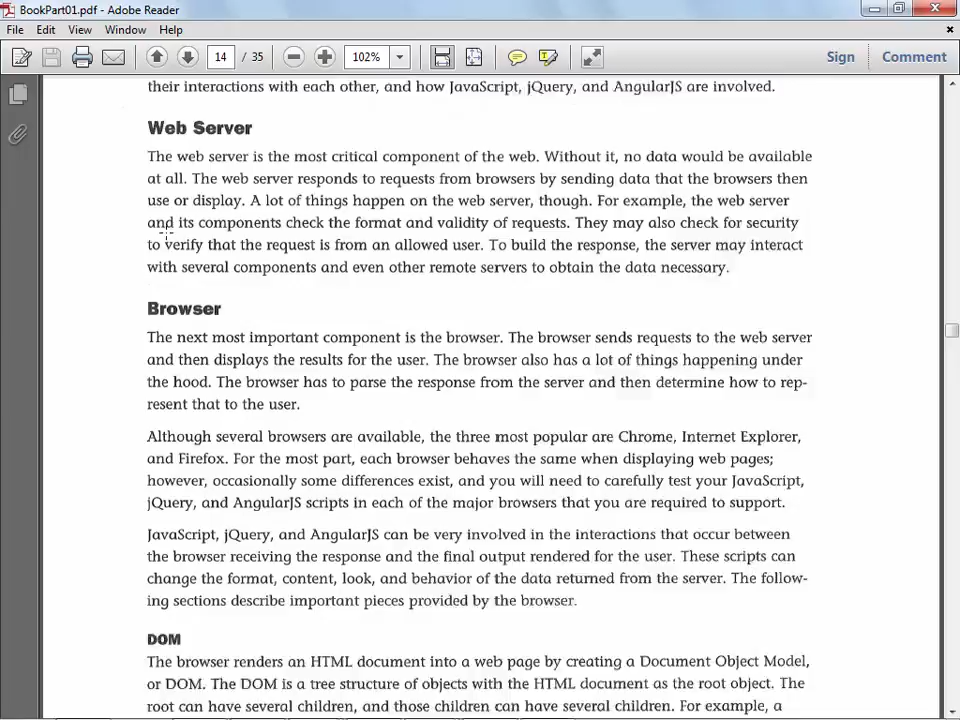 BookPart01.pdf - Adobe Reader
File Edit View Window Help
14 / 35 102% Sign Comment
their interactions with each other, and how JavaScript, jQuery, and AngularJS are involved.
Web Server
The web server is the most critical component of the web. Without it, no data would be available
at all. The web server responds to requests from browsers by sending data that the browsers then
use or display. A lot of things happen on the web server, though. For example, the web server
and its components check the format and validity of requests. They may also check for security
to verify that the request is from an allowed user. To build the response, the server may interact
with several components and even other remote servers to obtain the data necessary.
Browser
The next most important component is the browser. The browser sends requests to the web server
and then displays the results for the user. The browser also has a lot of things happening under
the hood. The browser has to parse the response from the server and then determine how to rep-
resent that to the user.
Although several browsers are available, the three most popular are Chrome, Internet Explorer,
and Firefox. For the most part, each browser behaves the same when displaying web pages;
however, occasionally some differences exist, and you will need to carefully test your JavaScript,
jQuery, and AngularJS scripts in each of the major browsers that you are required to support.
JavaScript, jQuery, and AngularJS can be very involved in the interactions that occur between
the browser receiving the response and the final output rendered for the user. These scripts can
change the format, content, look, and behavior of the data returned from the server. The follow-
ing sections describe important pieces provided by the browser.
DOM
The browser renders an HTML document into a web page by creating a Document Object Model,
or DOM. The DOM is a tree structure of objects with the HTML document as the root object. The
root can have several children, and those children can have several children. For example, a